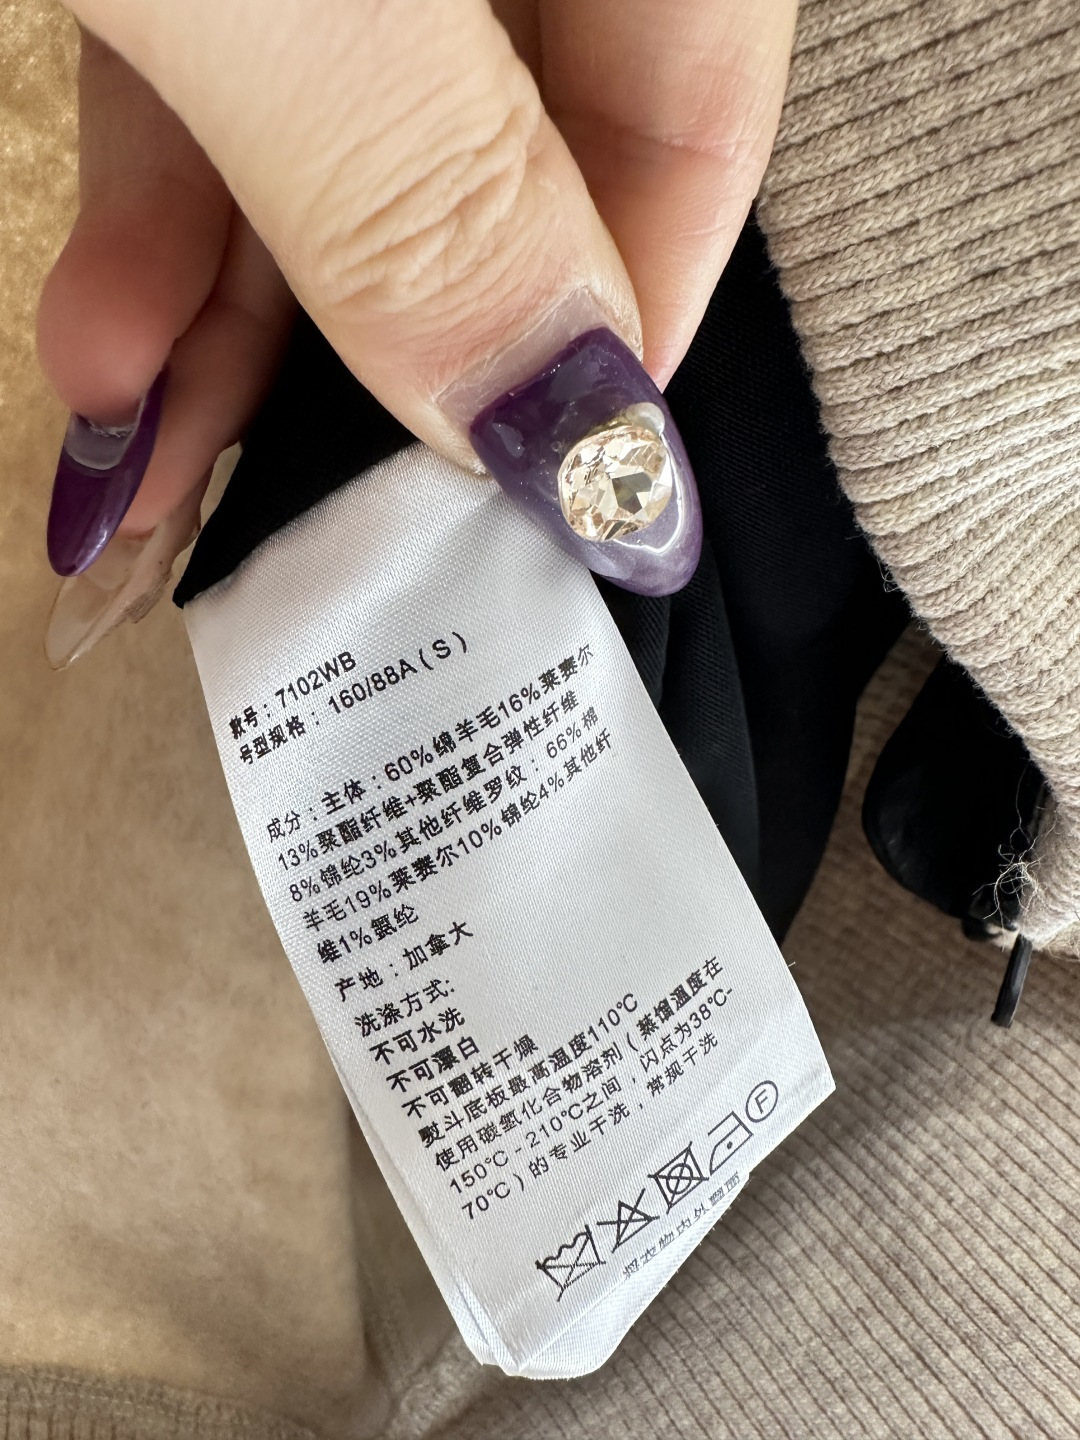 款号：7102WB
号型规格：160/88A（S）
成分：主体：60%绵羊毛16%莱赛尔
13%聚酯纤维+聚酯复合弹性纤维
8%锦纶3%其他纤维罗纹：66%棉
羊毛19%莱赛尔10%锦纶4%其他纤
维1%氨纶
产地：加拿大
洗涤方式:
不可水洗
不可漂白
不可翻转干燥
熨斗底板最高温度110℃
使用碳氢化合物溶剂（蒸馏温度在
150℃-210℃之间，闪点为38℃-
70℃）的专业干洗，常规干洗
F
将衣物内外翻面